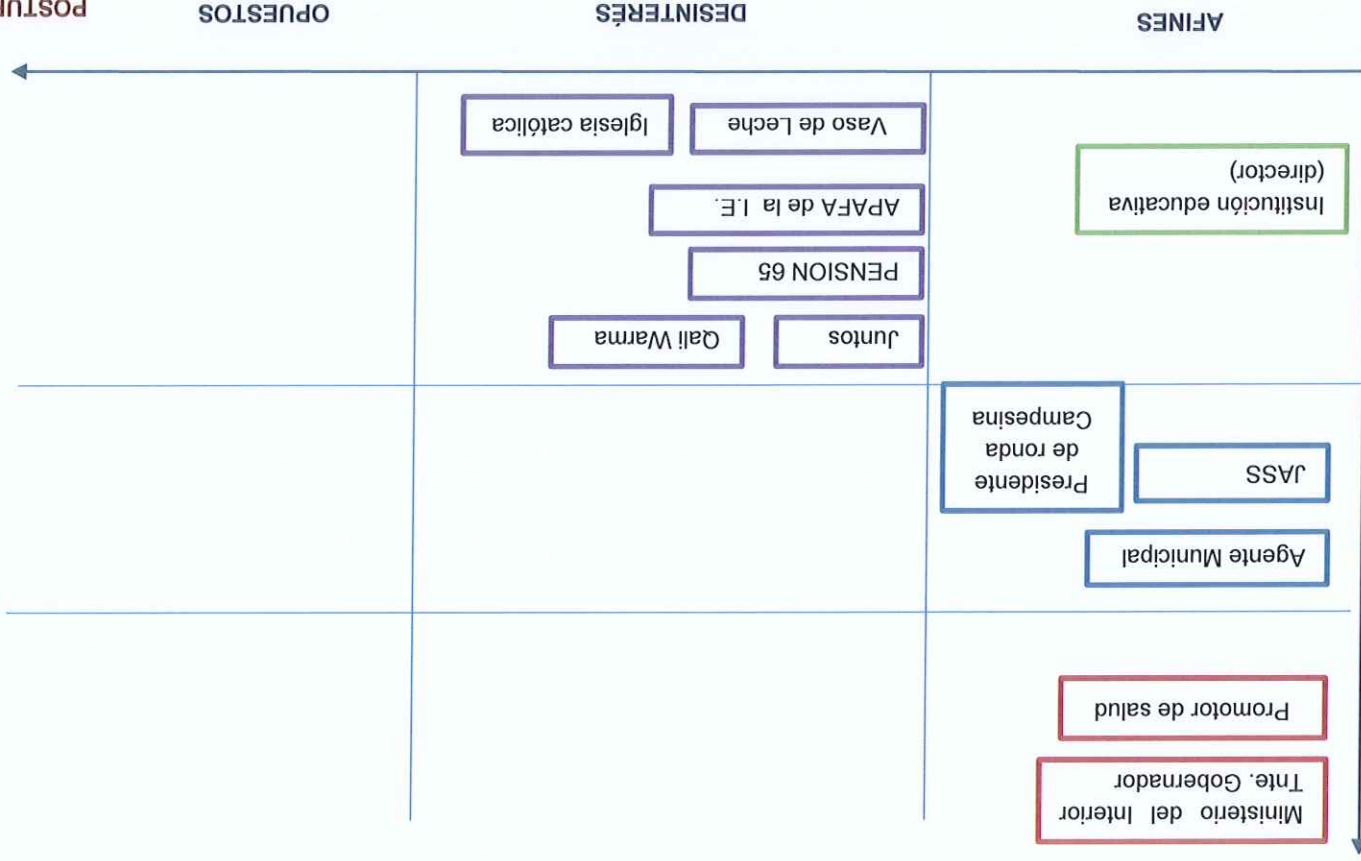 Ministerio del Interior
Tnte. Gobernador
Promotor de salud
Agente Municipal
JASS
Presidente
de ronda
Campesina
Juntos
Qali Warma
PENSION 65
APAFA de la I.E.
Institución educativa
(director)
Vaso de Leche
Iglesia católica
AFINES
DESINTERÉS
OPUESTOS